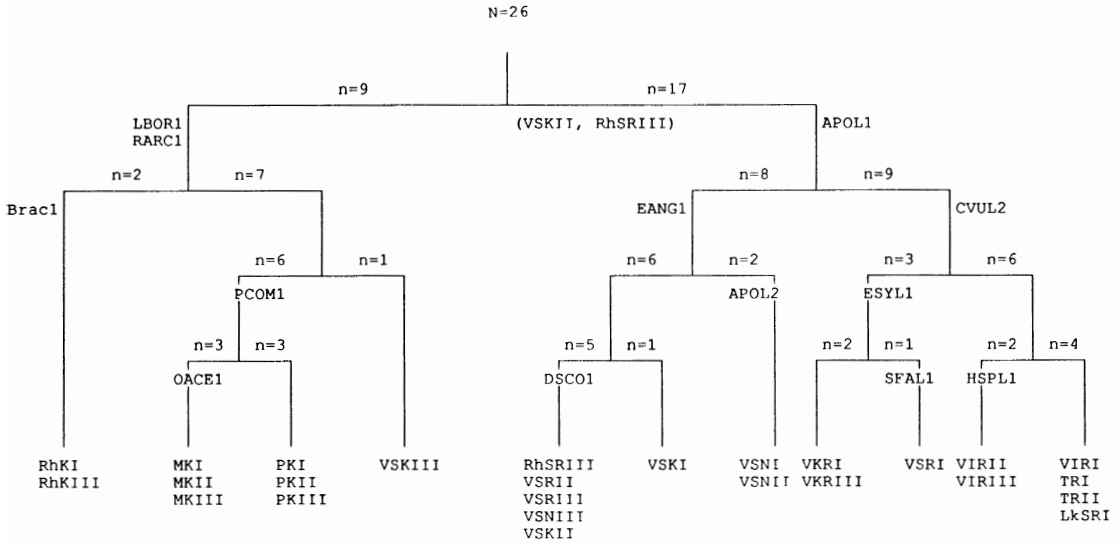 N=26
n=9 n=17
LBOR1 (VSKII, RhSRIII) APOL1
RARC1
n=2 n=7 n=8 n=9
Brac1 EANG1 CVUL2
n=6 n=1 n=6 n=2 n=3 n=6
PCOM1 APOL2 ESYL1
n=3 n=3 n=5 n=1 n=2 n=1 n=2 n=4
OACE1 DSCO1 SFAL1 HSPL1
RhKI MKI PKI VSKIII RhSRIII VSKI VSNI VKRI VSRI VIRII VIRI
RhKIII MKII PKII VSRII VSNII VKRIII VIRIII TRI
MKIII PKIII VSRIII TRII
VSNIII LkSRI
VSKII